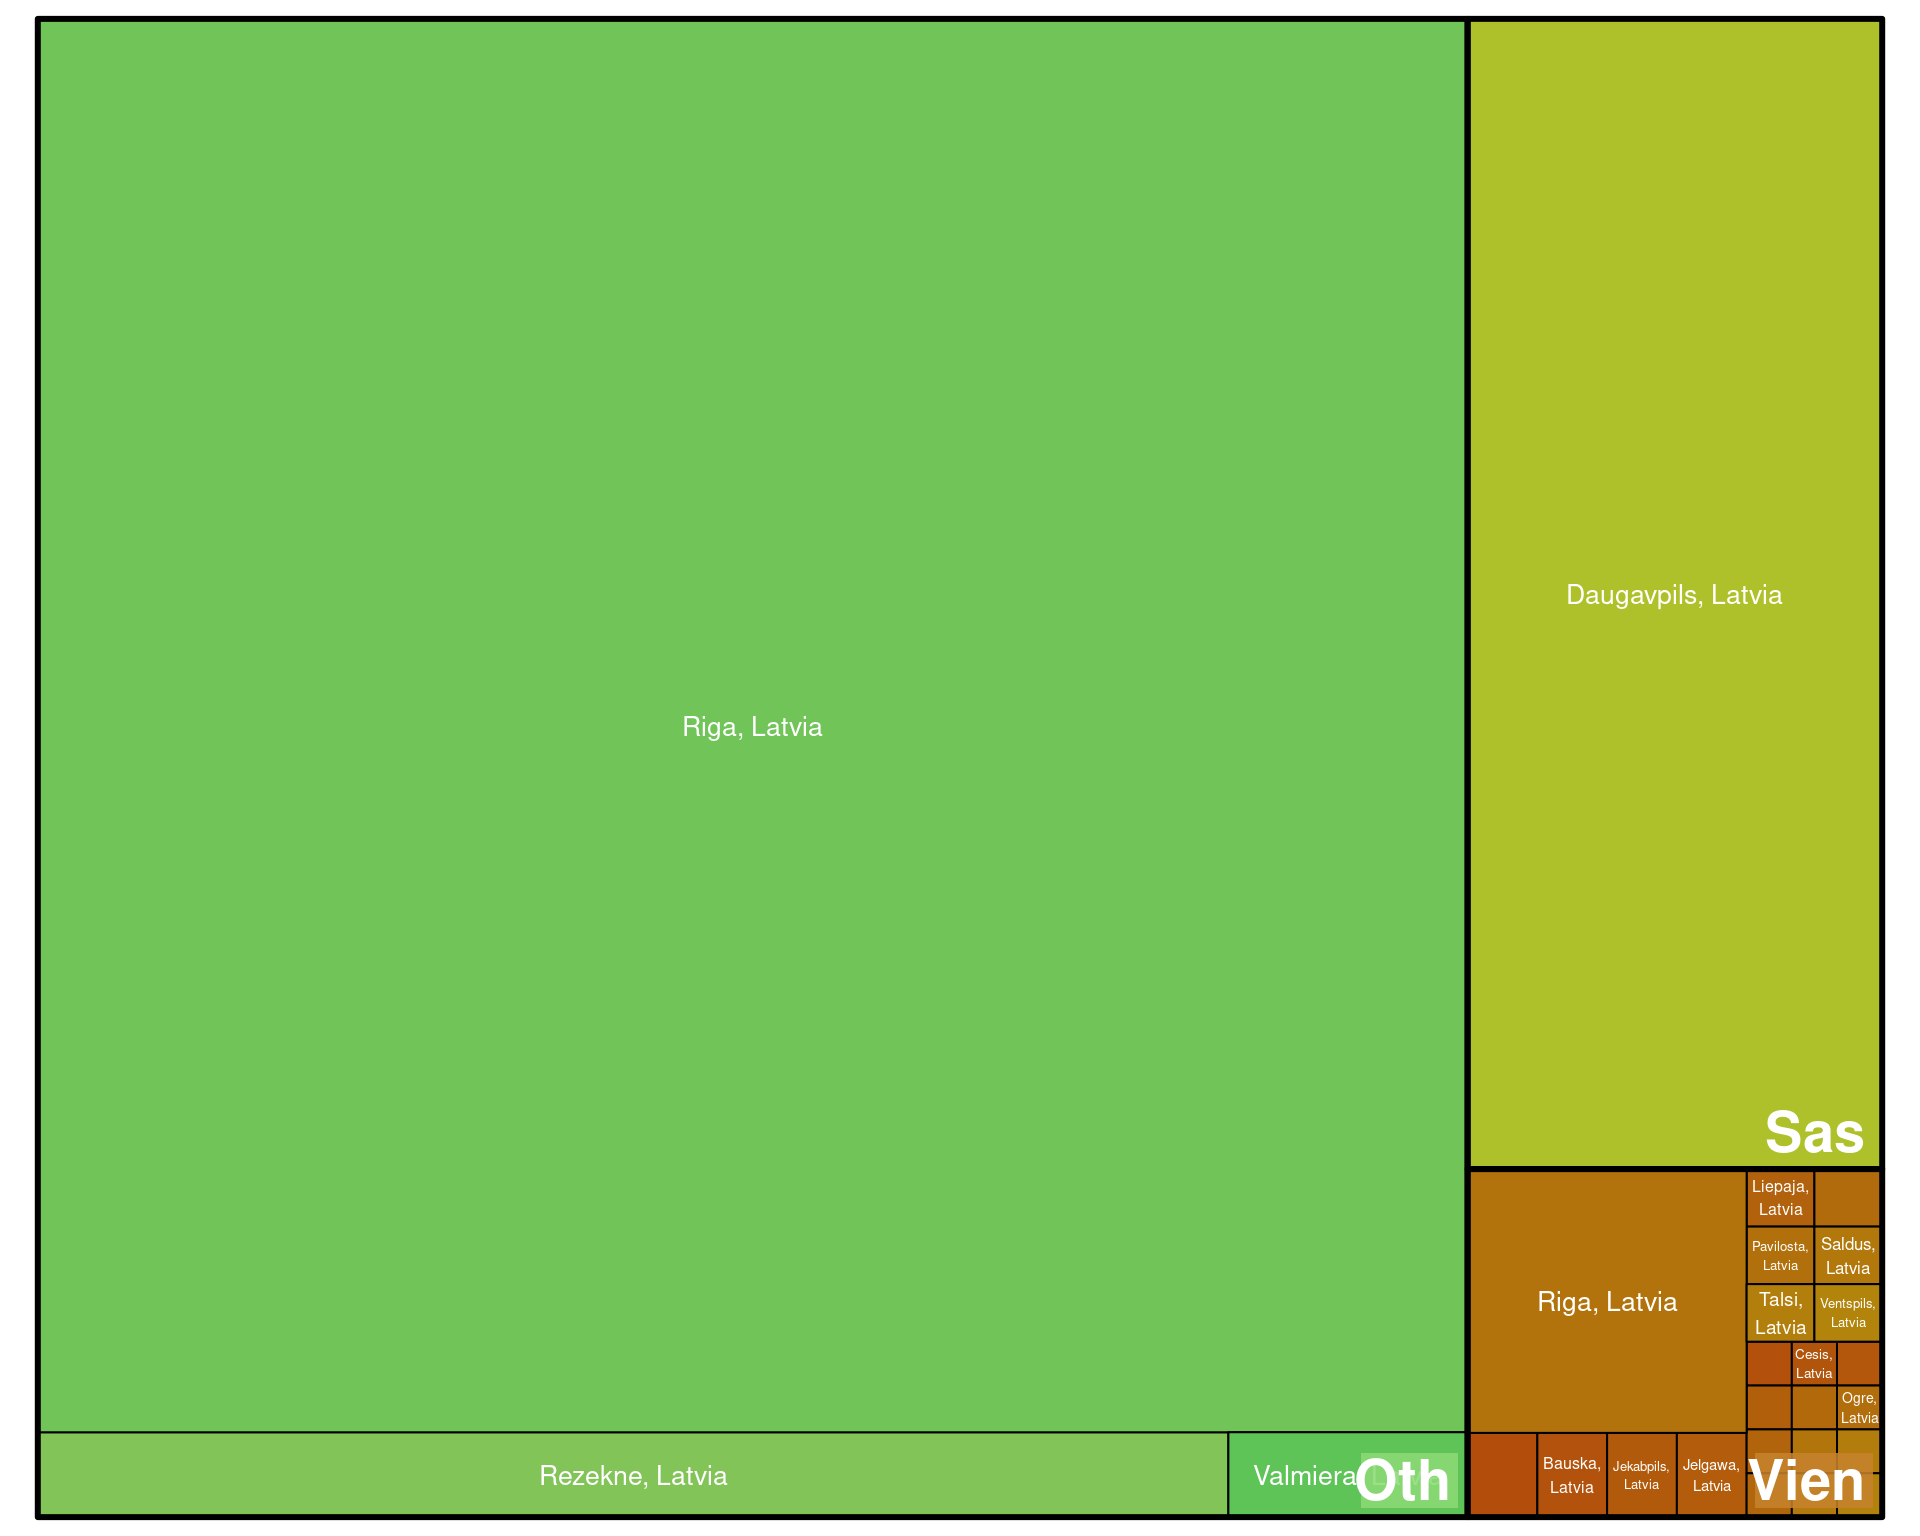 Riga, Latvia
Rezekne, Latvia
Valmiera
Oth
Daugavpils, Latvia
Sas
Riga, Latvia
Liepaja,
Latvia
Pavilosta,
Latvia
Saldus,
Latvia
Talsi,
Latvia
Ventspils,
Latvia
Cesis,
Latvia
Ogre,
Latvia
Bauska,
Latvia
Jekabpils,
Latvia
Jelgawa,
Latvia
Vien